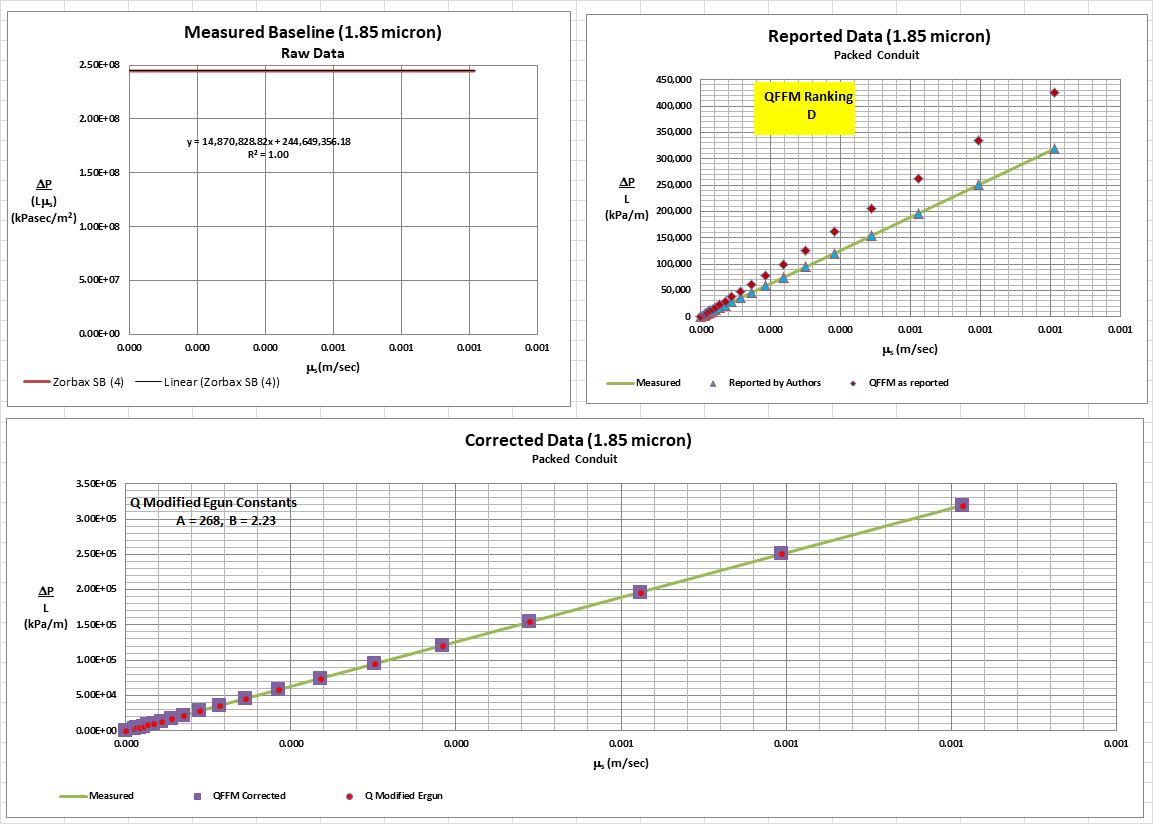 Measured Baseline (1.85 micron)
Raw Data
2.50E+08
2.00E+08
1.50E+08
1.00E+08
5.00E+07
0.00E+00
y = 14,870,828.82x + 244,649,356.18
R² = 1.00
ΔP
(Lμs)
(kPasec/m²)
0.000 0.000 0.000 0.000 0.001 0.001 0.001
μs(m/sec)
Zorbax SB (4) Linear (Zorbax SB (4))
Reported Data (1.85 micron)
Packed Conduit
QFFM Ranking
D
450,000
400,000
350,000
300,000
250,000
200,000
150,000
100,000
50,000
0
ΔP
L
(kPa/m)
0.000 0.000 0.000 0.001 0.001 0.001 0.001
μs (m/sec)
Measured Reported by Authors QFFM as reported
Corrected Data (1.85 micron)
Packed Conduit
Q Modified Egun Constants
A = 268, B = 2.23
3.50E+05
3.00E+05
2.50E+05
2.00E+05
1.50E+05
1.00E+05
5.00E+04
0.00E+00
ΔP
L
(kPa/m)
0.000 0.000 0.000 0.001 0.001 0.001 0.001
μs (m/sec)
Measured QFFM Corrected Q Modified Ergun